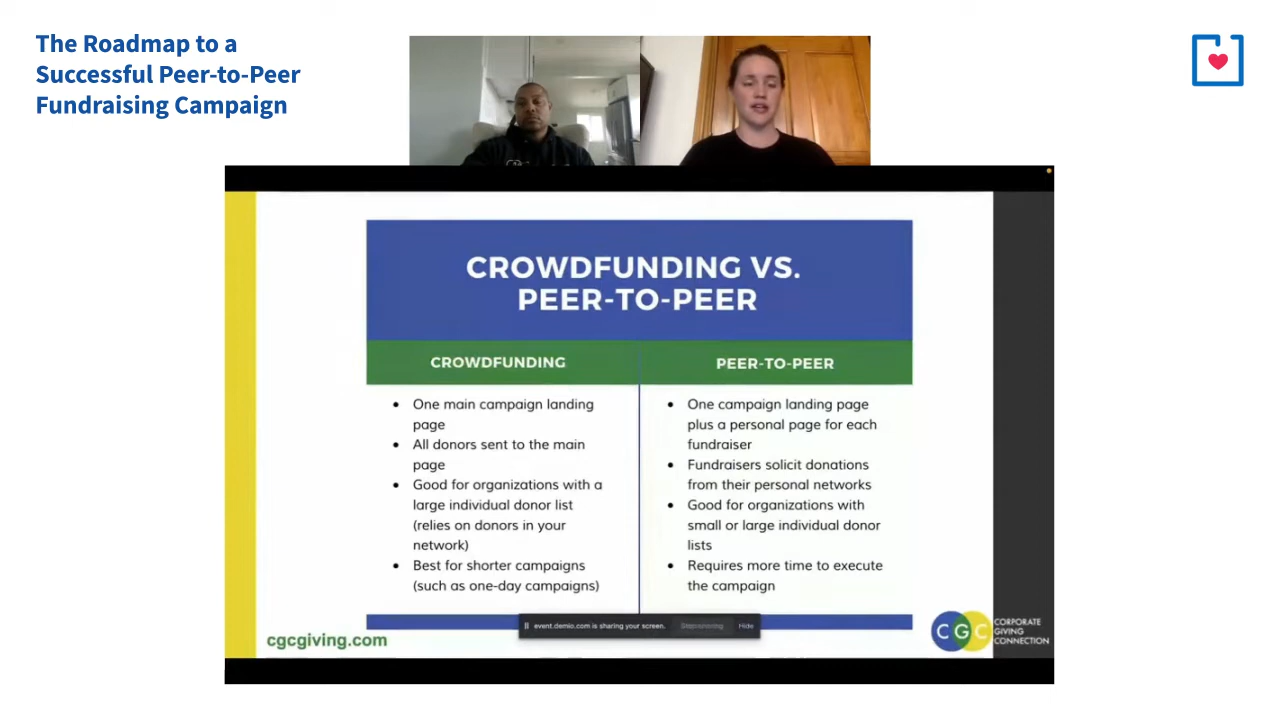 The Roadmap to a
Successful Peer-to-Peer
Fundraising Campaign
CROWDFUNDING VS.
PEER-TO-PEER
CROWDFUNDING
• One main campaign landing
page
• All donors sent to the main
page
• Good for organizations with a
large individual donor list
(relies on donors in your
network)
• Best for shorter campaigns
(such as one-day campaigns)
PEER-TO-PEER
• One campaign landing page
plus a personal page for each
fundraiser
• Fundraisers solicit donations
from their personal networks
• Good for organizations with
small or large individual donor
lists
• Requires more time to execute
the campaign
event.demio.com is sharing your screen.
Stop sharing
Hide
cgcgiving.com
CGC
CORPORATE
GIVING
CONNECTION